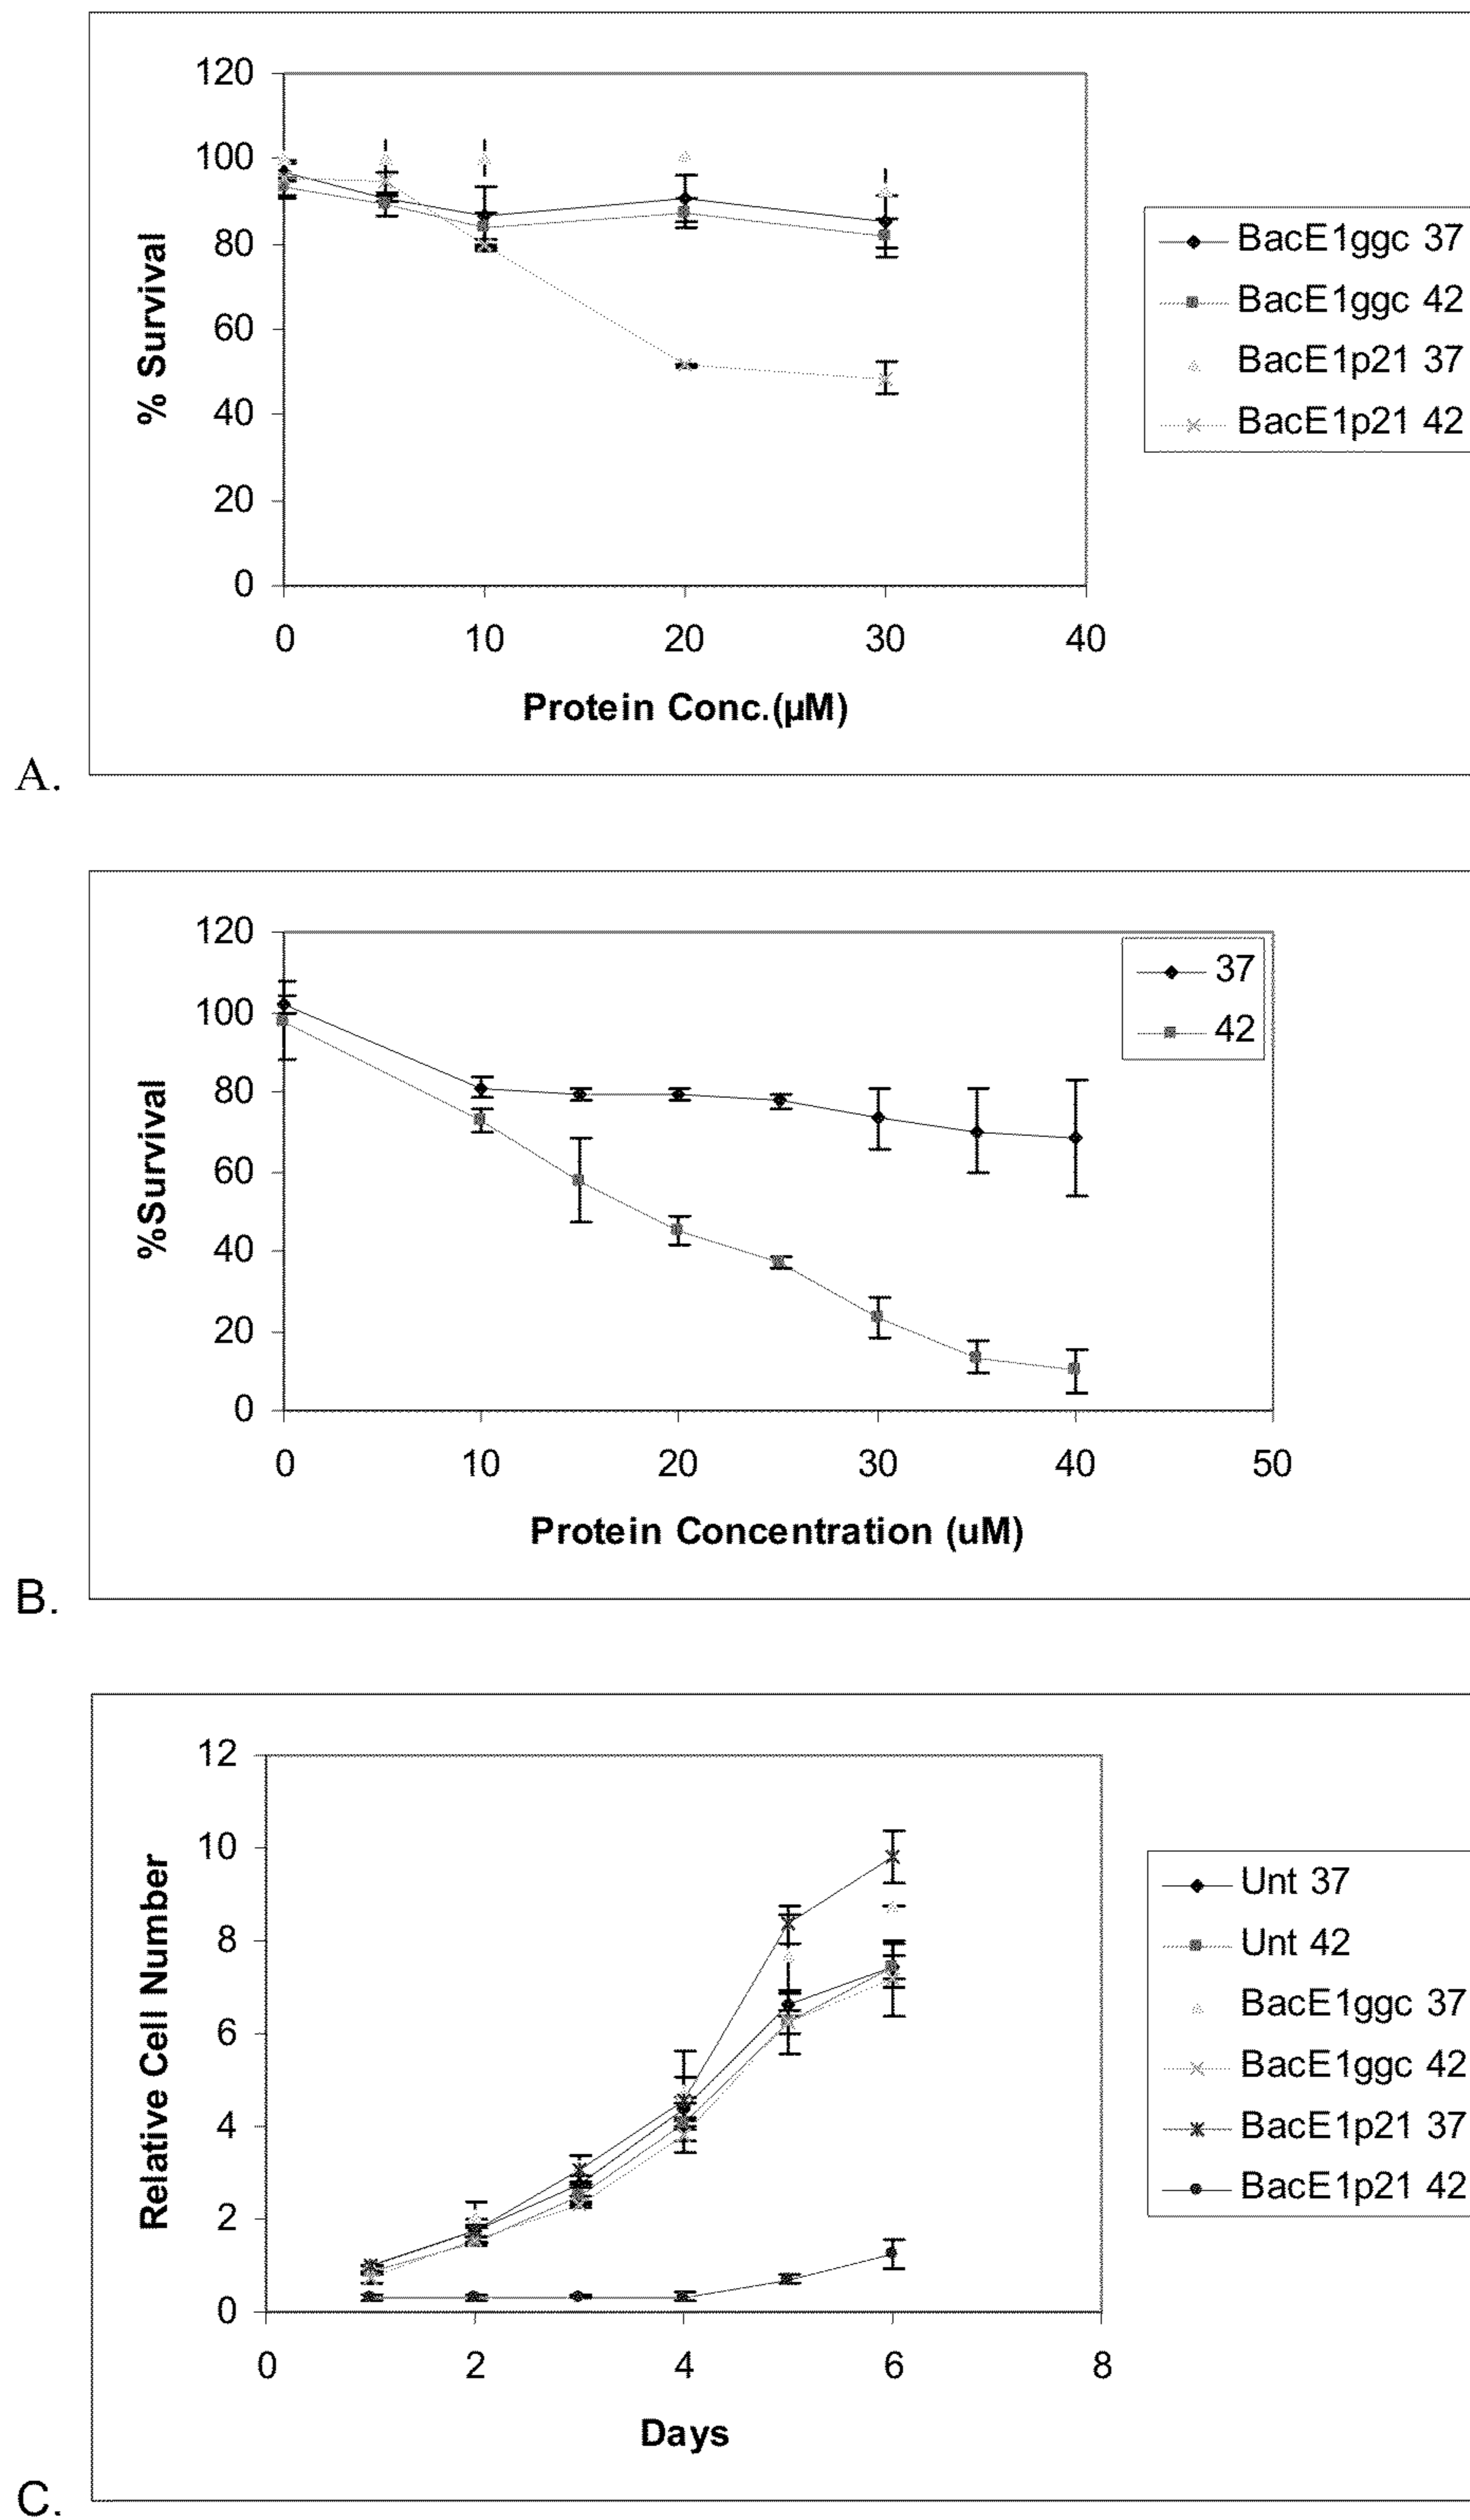 120
100
80
60
40
20
0
% Survival
0 10 20 30 40
Protein Conc.(µM)
BacE1ggc 37
BacE1ggc 42
BacE1p21 37
BacE1p21 42
A.
120
100
80
60
40
20
0
%Survival
0 10 20 30 40 50
Protein Concentration (uM)
37
42
B.
12
10
8
6
4
2
0
Relative Cell Number
0 2 4 6 8
Days
Unt 37
Unt 42
BacE1ggc 37
BacE1ggc 42
BacE1p21 37
BacE1p21 42
C.